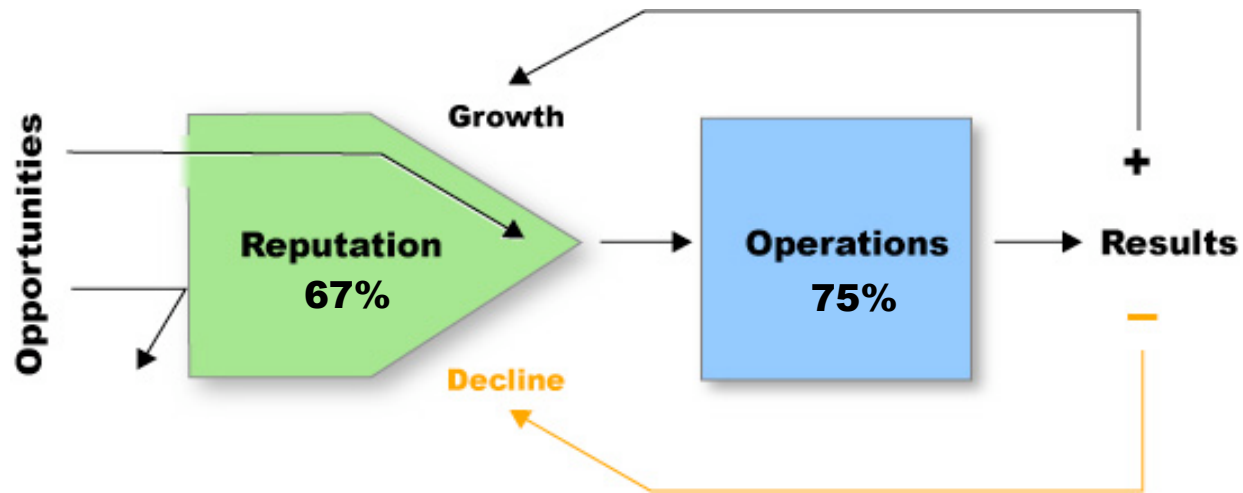 Opportunities
Reputation
67%
Growth
Decline
Operations
75%
+
Results
−